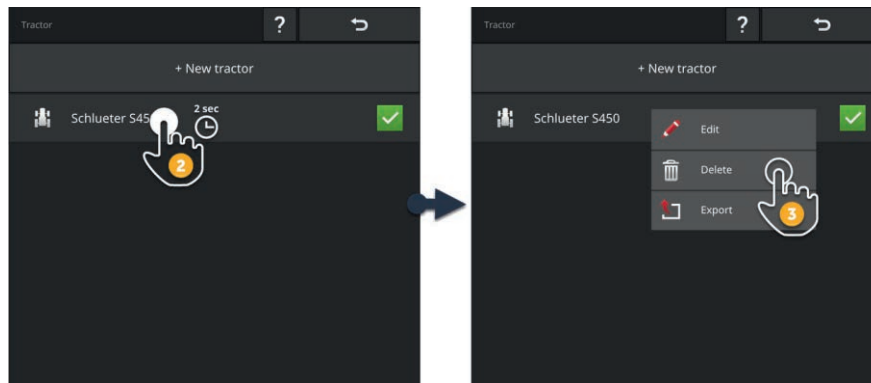 Tractor
?
+ New tractor
Schlueter S45
2 sec
2
Tractor
?
+ New tractor
Schlueter S450
Edit
Delete
Export
3